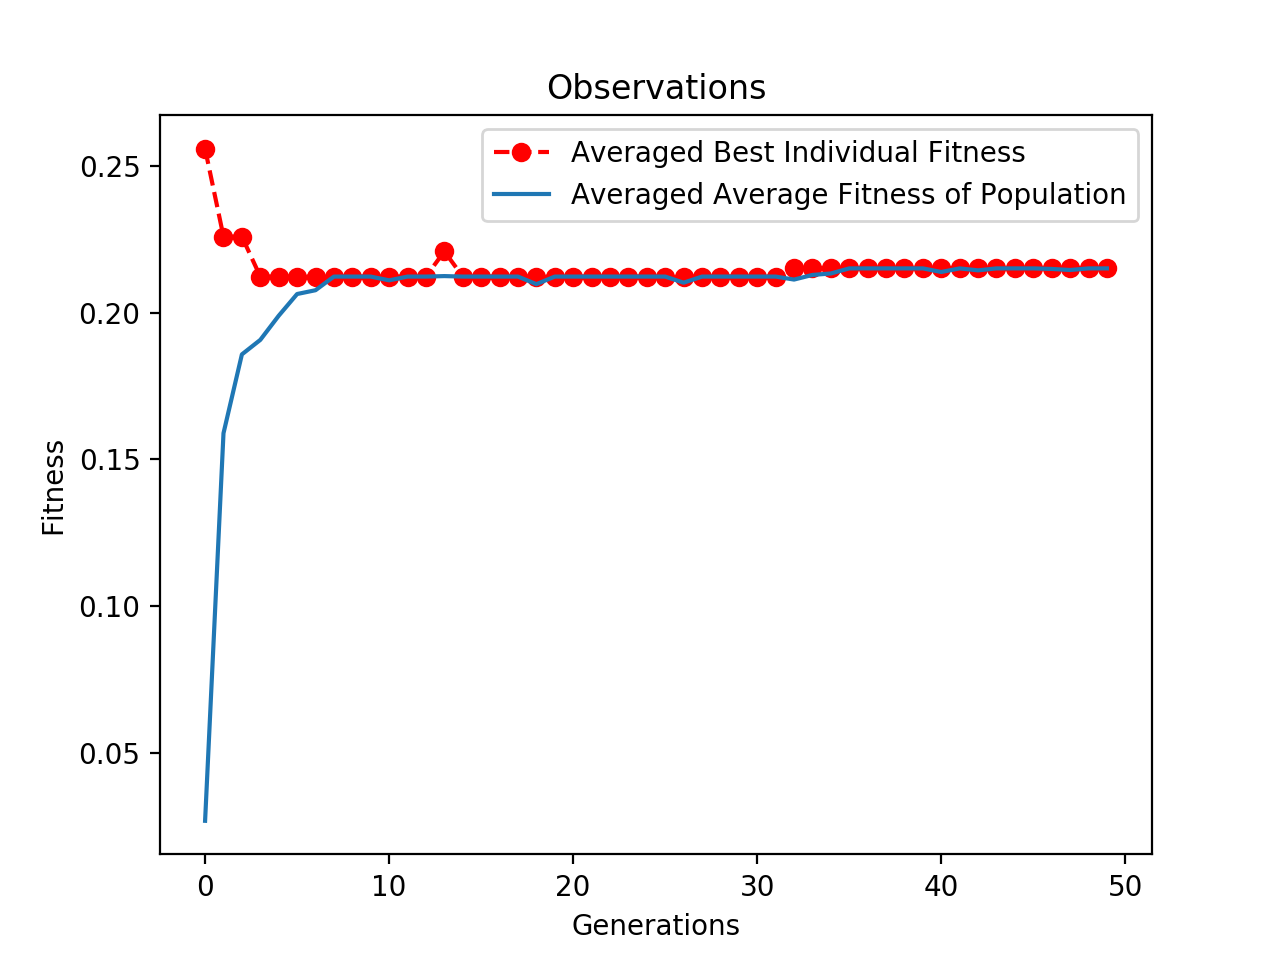 Observations
Averaged Best Individual Fitness
Averaged Average Fitness of Population
0.25
0.20
0.15
0.10
0.05
Fitness
0 10 20 30 40 50
Generations